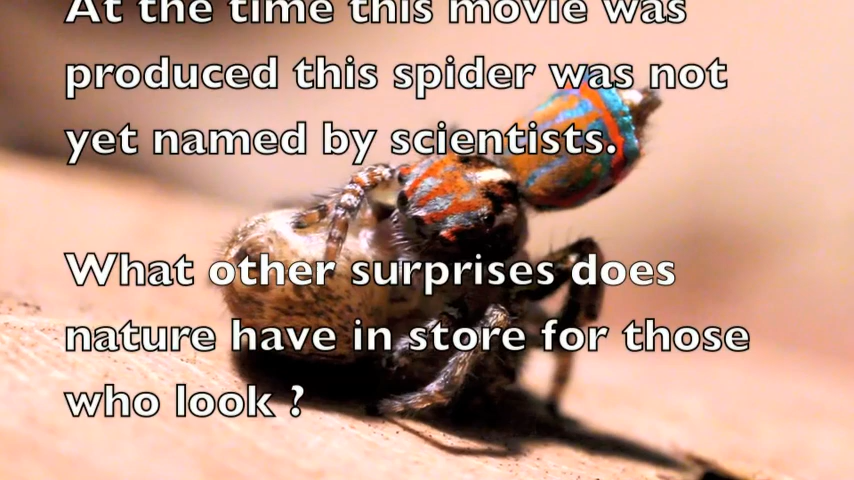 At the time this movie was
produced this spider was not
yet named by scientists.
What other surprises does
nature have in store for those
who look ?